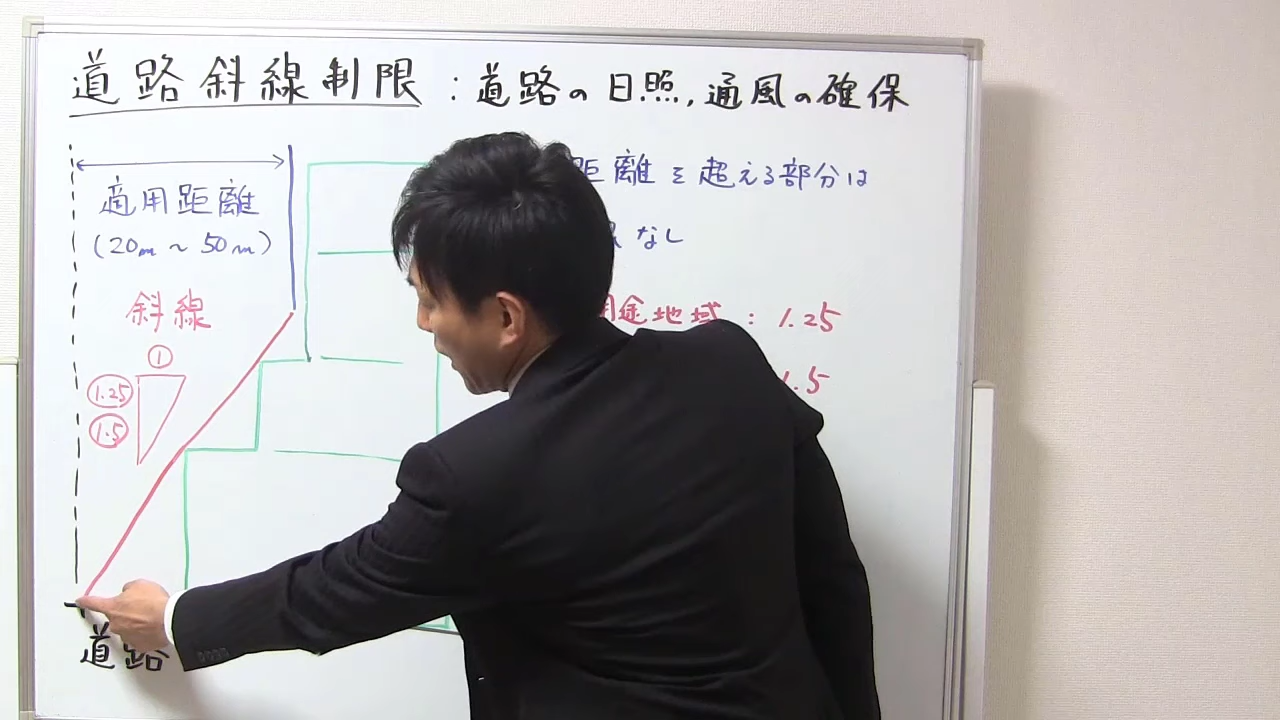 道路斜線制限:道路の日照,通風の確保
適用距離
(20m~50m)
距離を超える部分は
なし
斜線
1
1.25
1.5
用途地域:1.25
1.5
道路